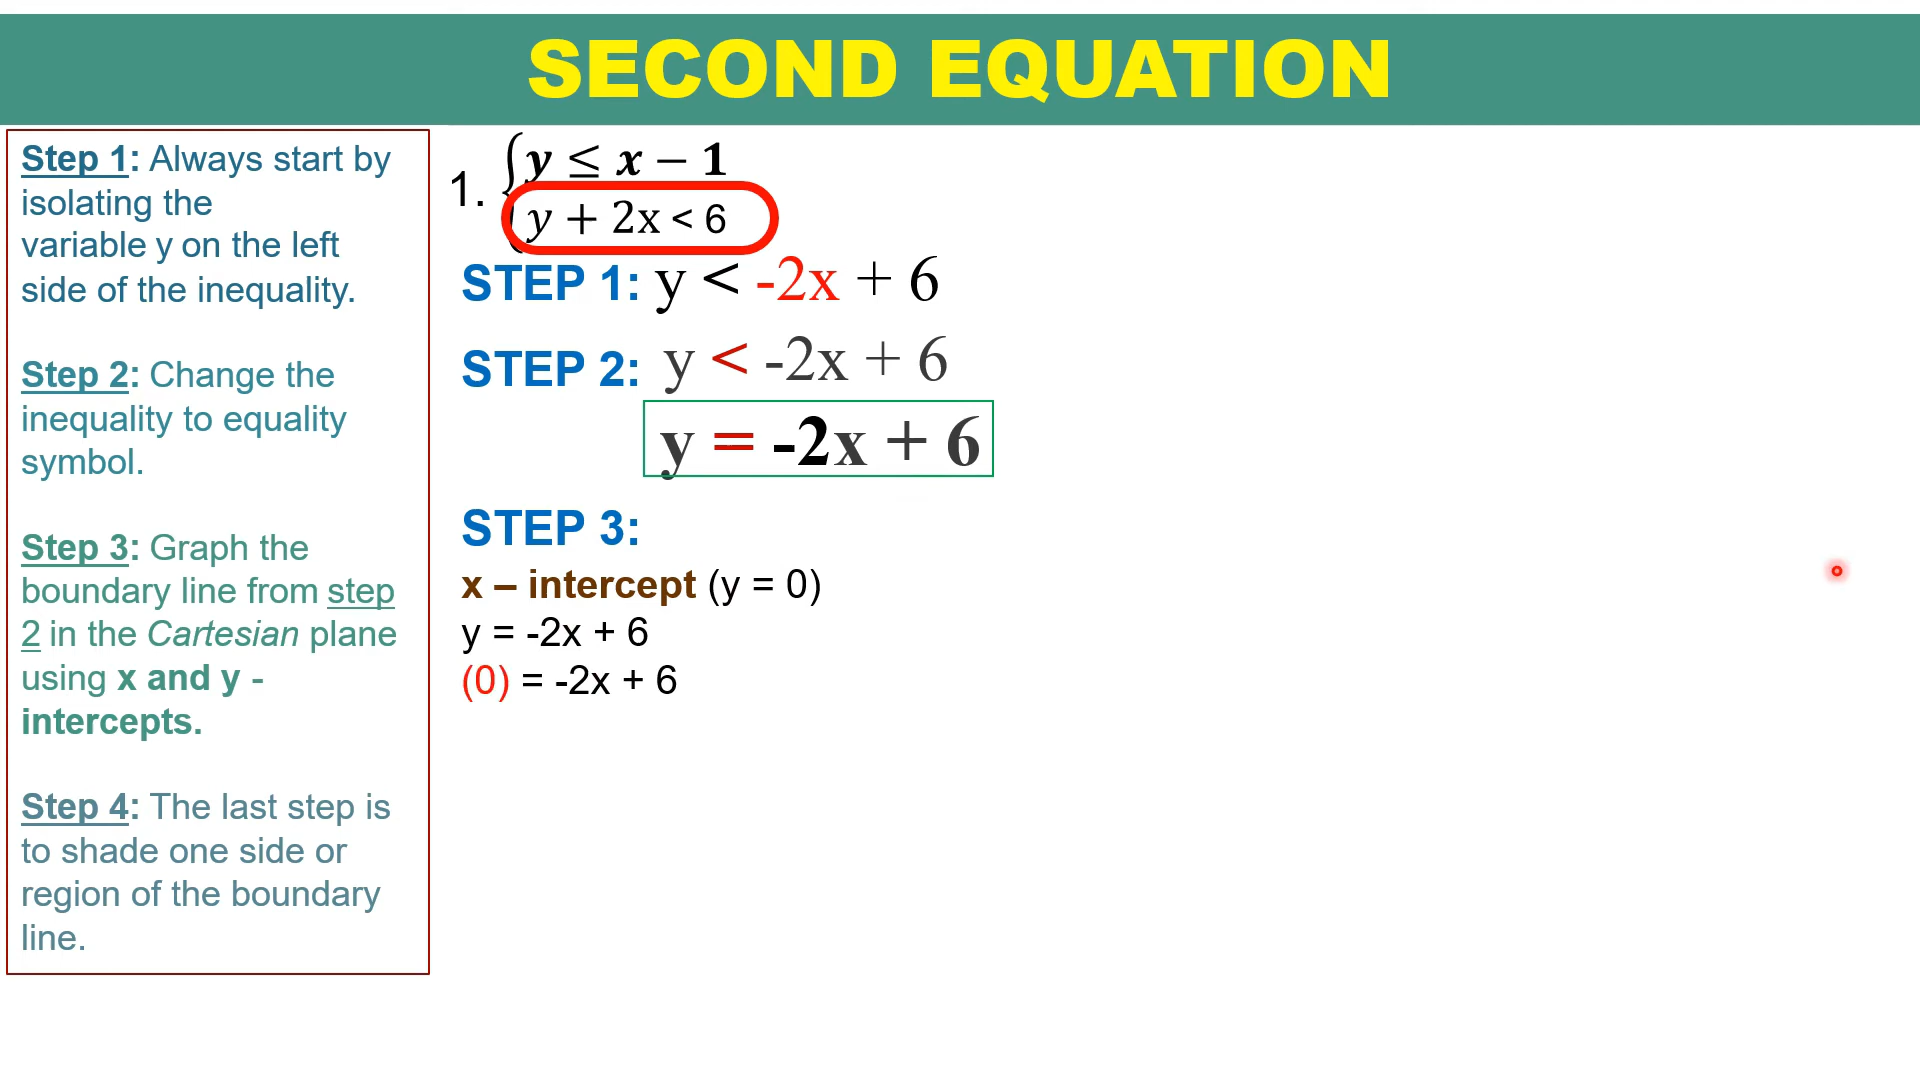 SECOND EQUATION
Step 1: Always start by
isolating the
variable y on the left
side of the inequality.
Step 2: Change the
inequality to equality
symbol.
Step 3: Graph the
boundary line from step
2 in the Cartesian plane
using x and y -
intercepts.
Step 4: The last step is
to shade one side or
region of the boundary
line.
1. { y ≤ x − 1
y + 2x < 6
STEP 1: y < -2x + 6
STEP 2: y < -2x + 6
y = -2x + 6
STEP 3:
x – intercept (y = 0)
y = -2x + 6
(0) = -2x + 6